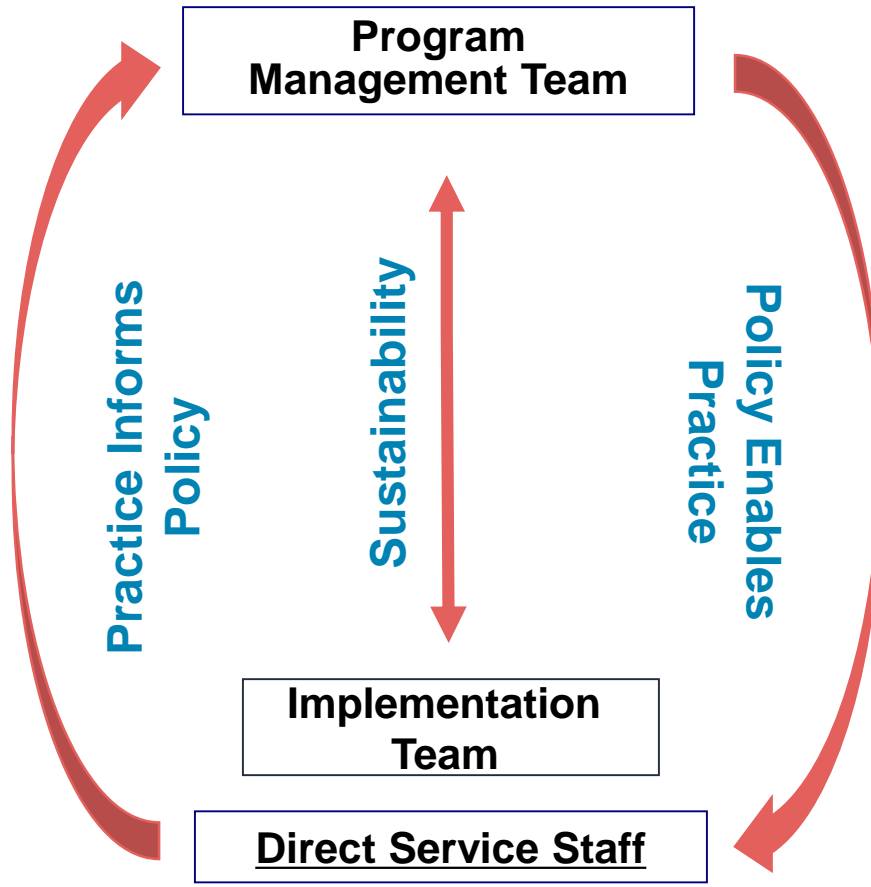 Program
Management Team
Practice Informs
Policy
Sustainability
Policy Enables
Practice
Implementation
Team
Direct Service Staff